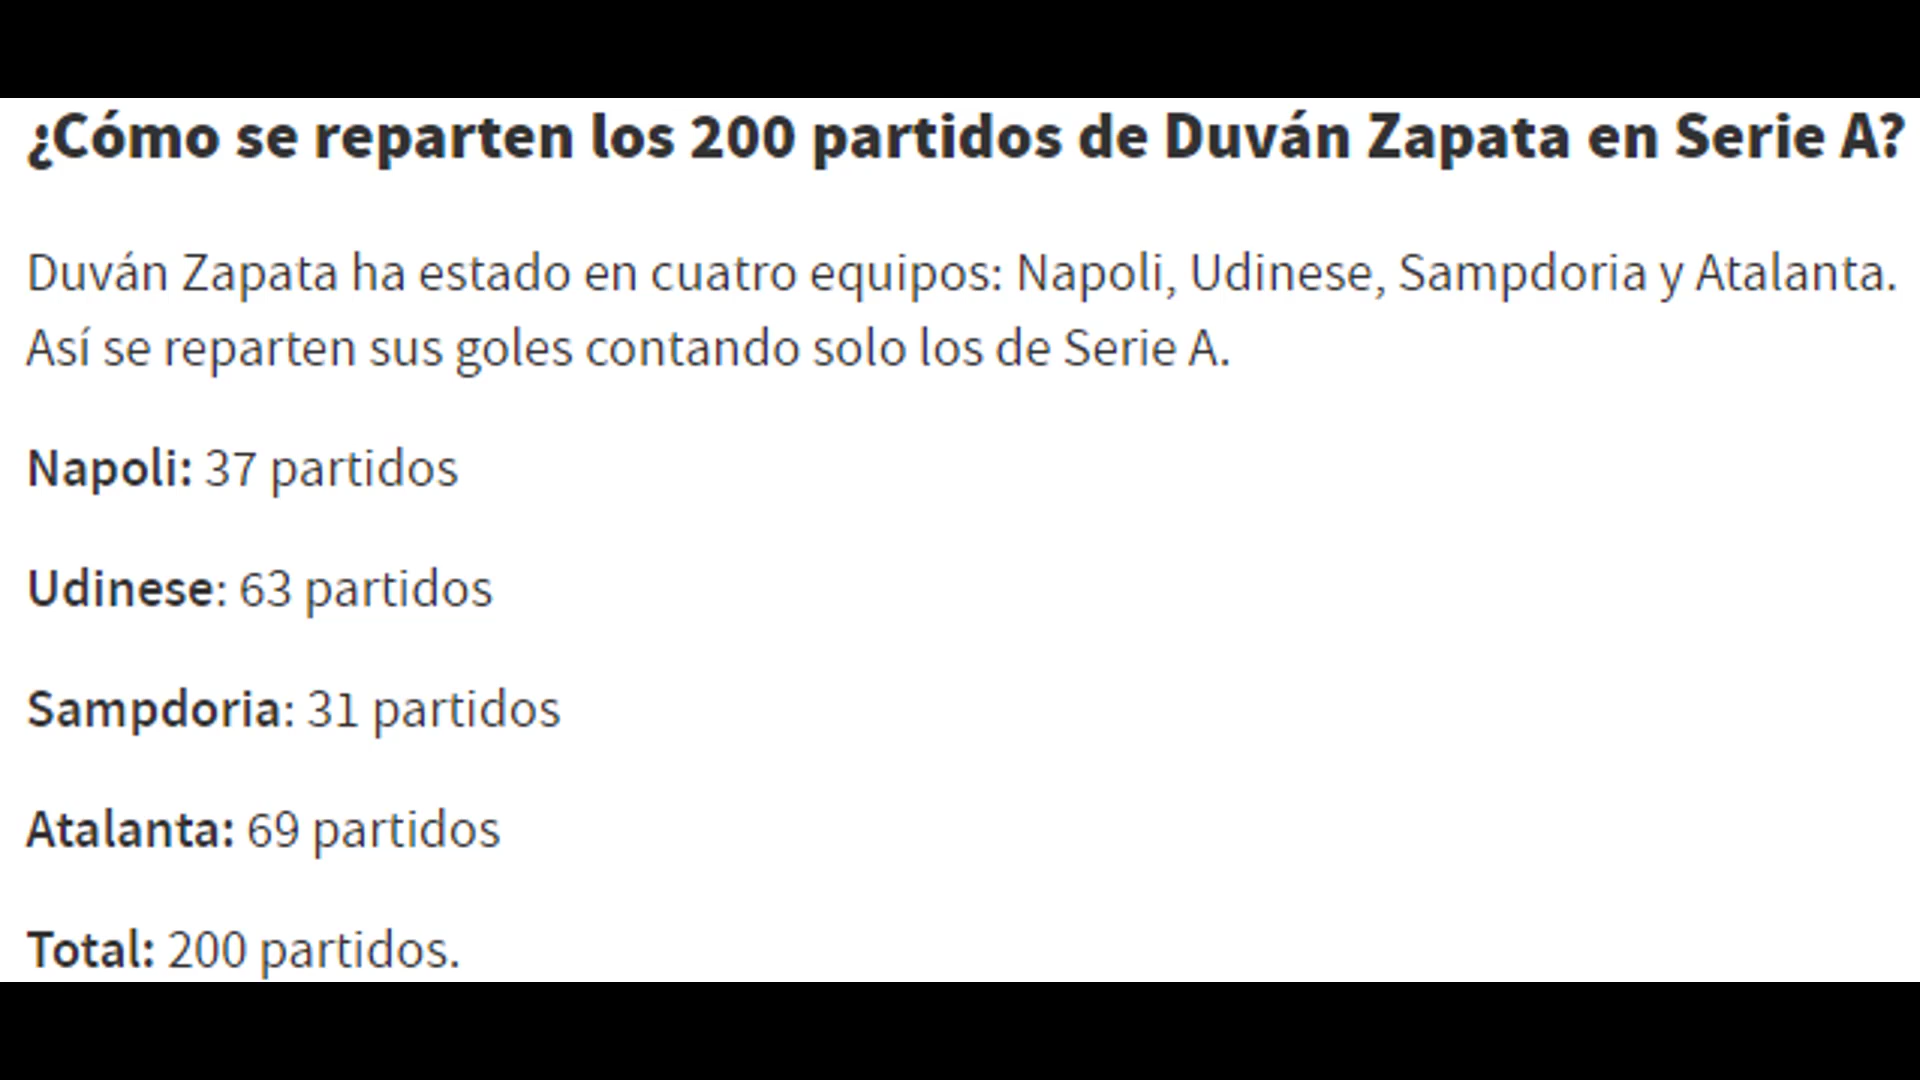 ¿Cómo se reparten los 200 partidos de Duván Zapata en Serie A?
Duván Zapata ha estado en cuatro equipos: Napoli, Udinese, Sampdoria y Atalanta.
Así se reparten sus goles contando solo los de Serie A.
Napoli: 37 partidos
Udinese: 63 partidos
Sampdoria: 31 partidos
Atalanta: 69 partidos
Total: 200 partidos.